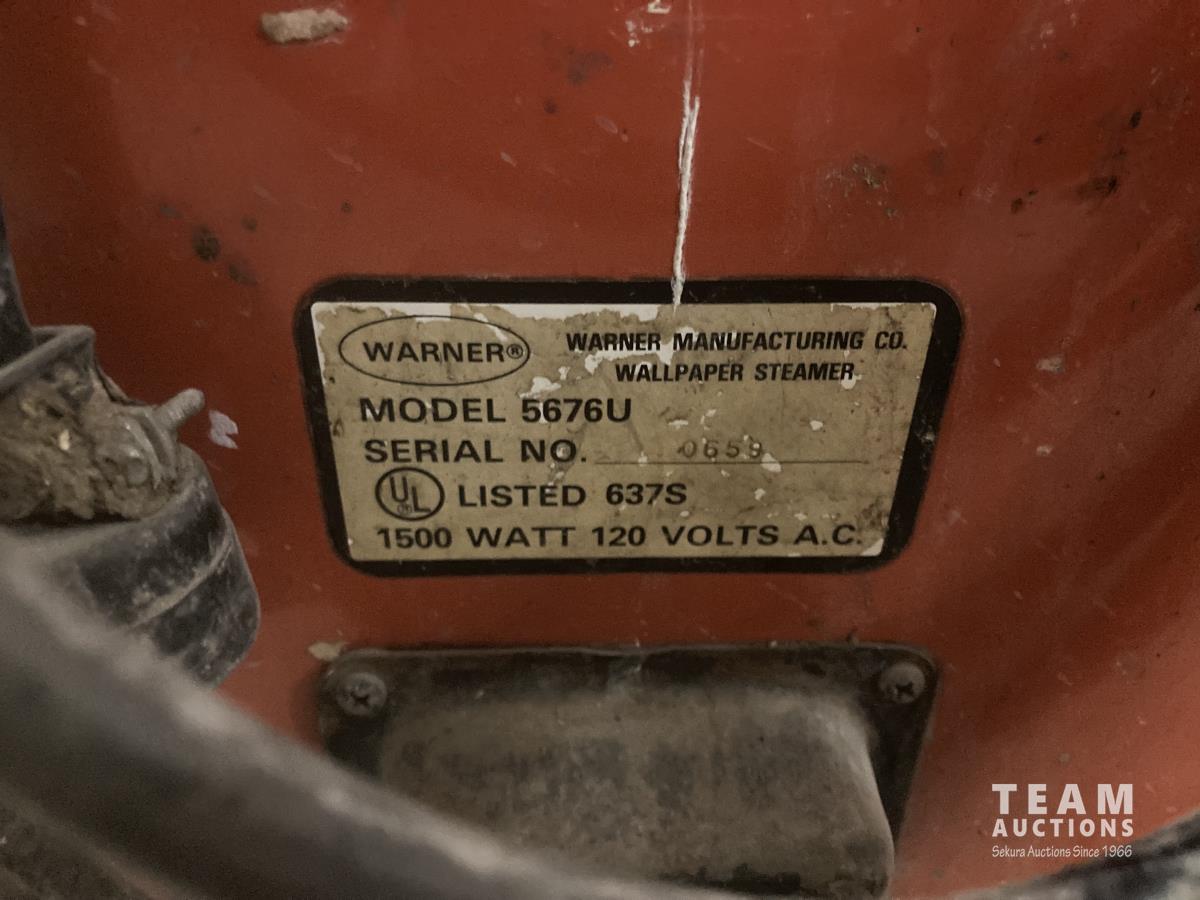 WARNER®
WARNER MANUFACTURING CO.
WALLPAPER STEAMER
MODEL 5676U
SERIAL NO. 0659
UL® LISTED 637S
1500 WATT 120 VOLTS A.C.
TEAM
AUCTIONS
Sekura Auctions Since 1966